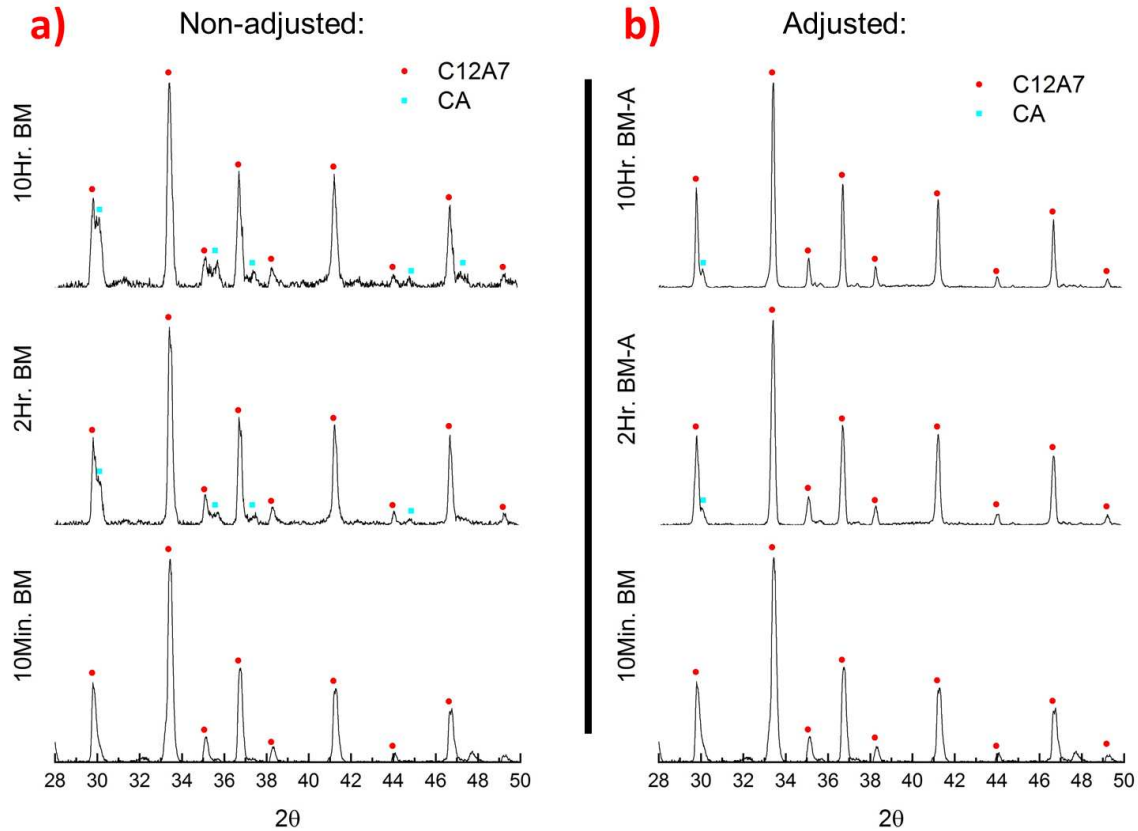 a)
Non-adjusted:
C12A7
CA
10Hr. BM
2Hr. BM
10Min. BM
28 30 32 34 36 38 40 42 44 46 48 50
2θ
b)
Adjusted:
C12A7
CA
10Hr. BM-A
2Hr. BM-A
10Min. BM
28 30 32 34 36 38 40 42 44 46 48 50
2θ